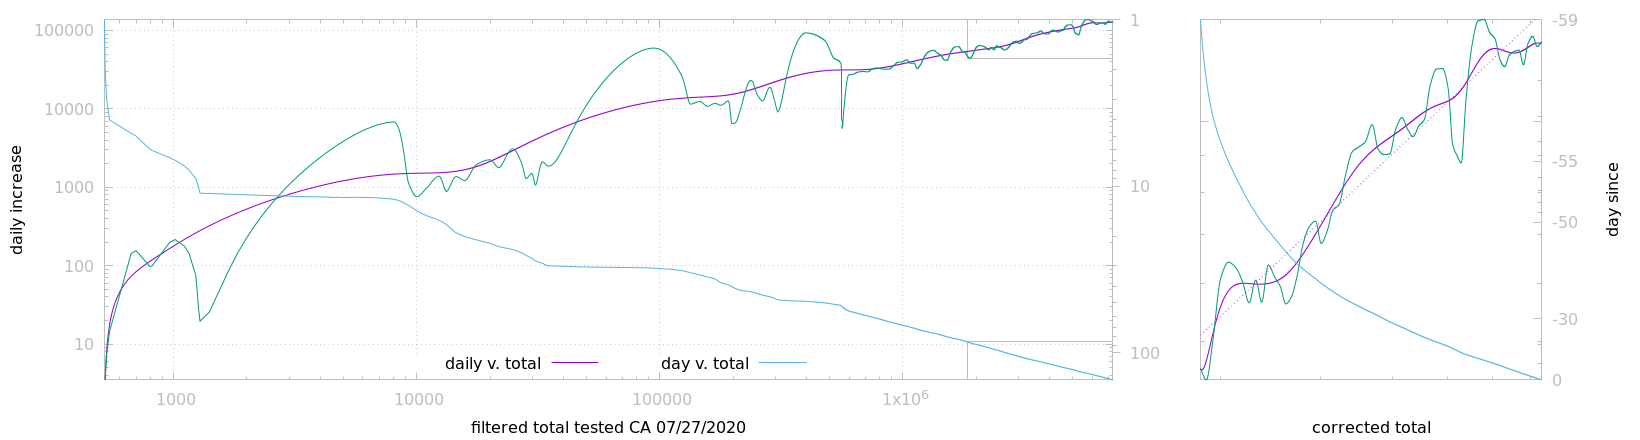 100000
10000
1000
100
10
daily increase
1000
10000
100000
1x10^6
filtered total tested CA 07/27/2020
daily v. total
day v. total
1
10
100
-59
-55
-50
-30
0
day since
corrected total